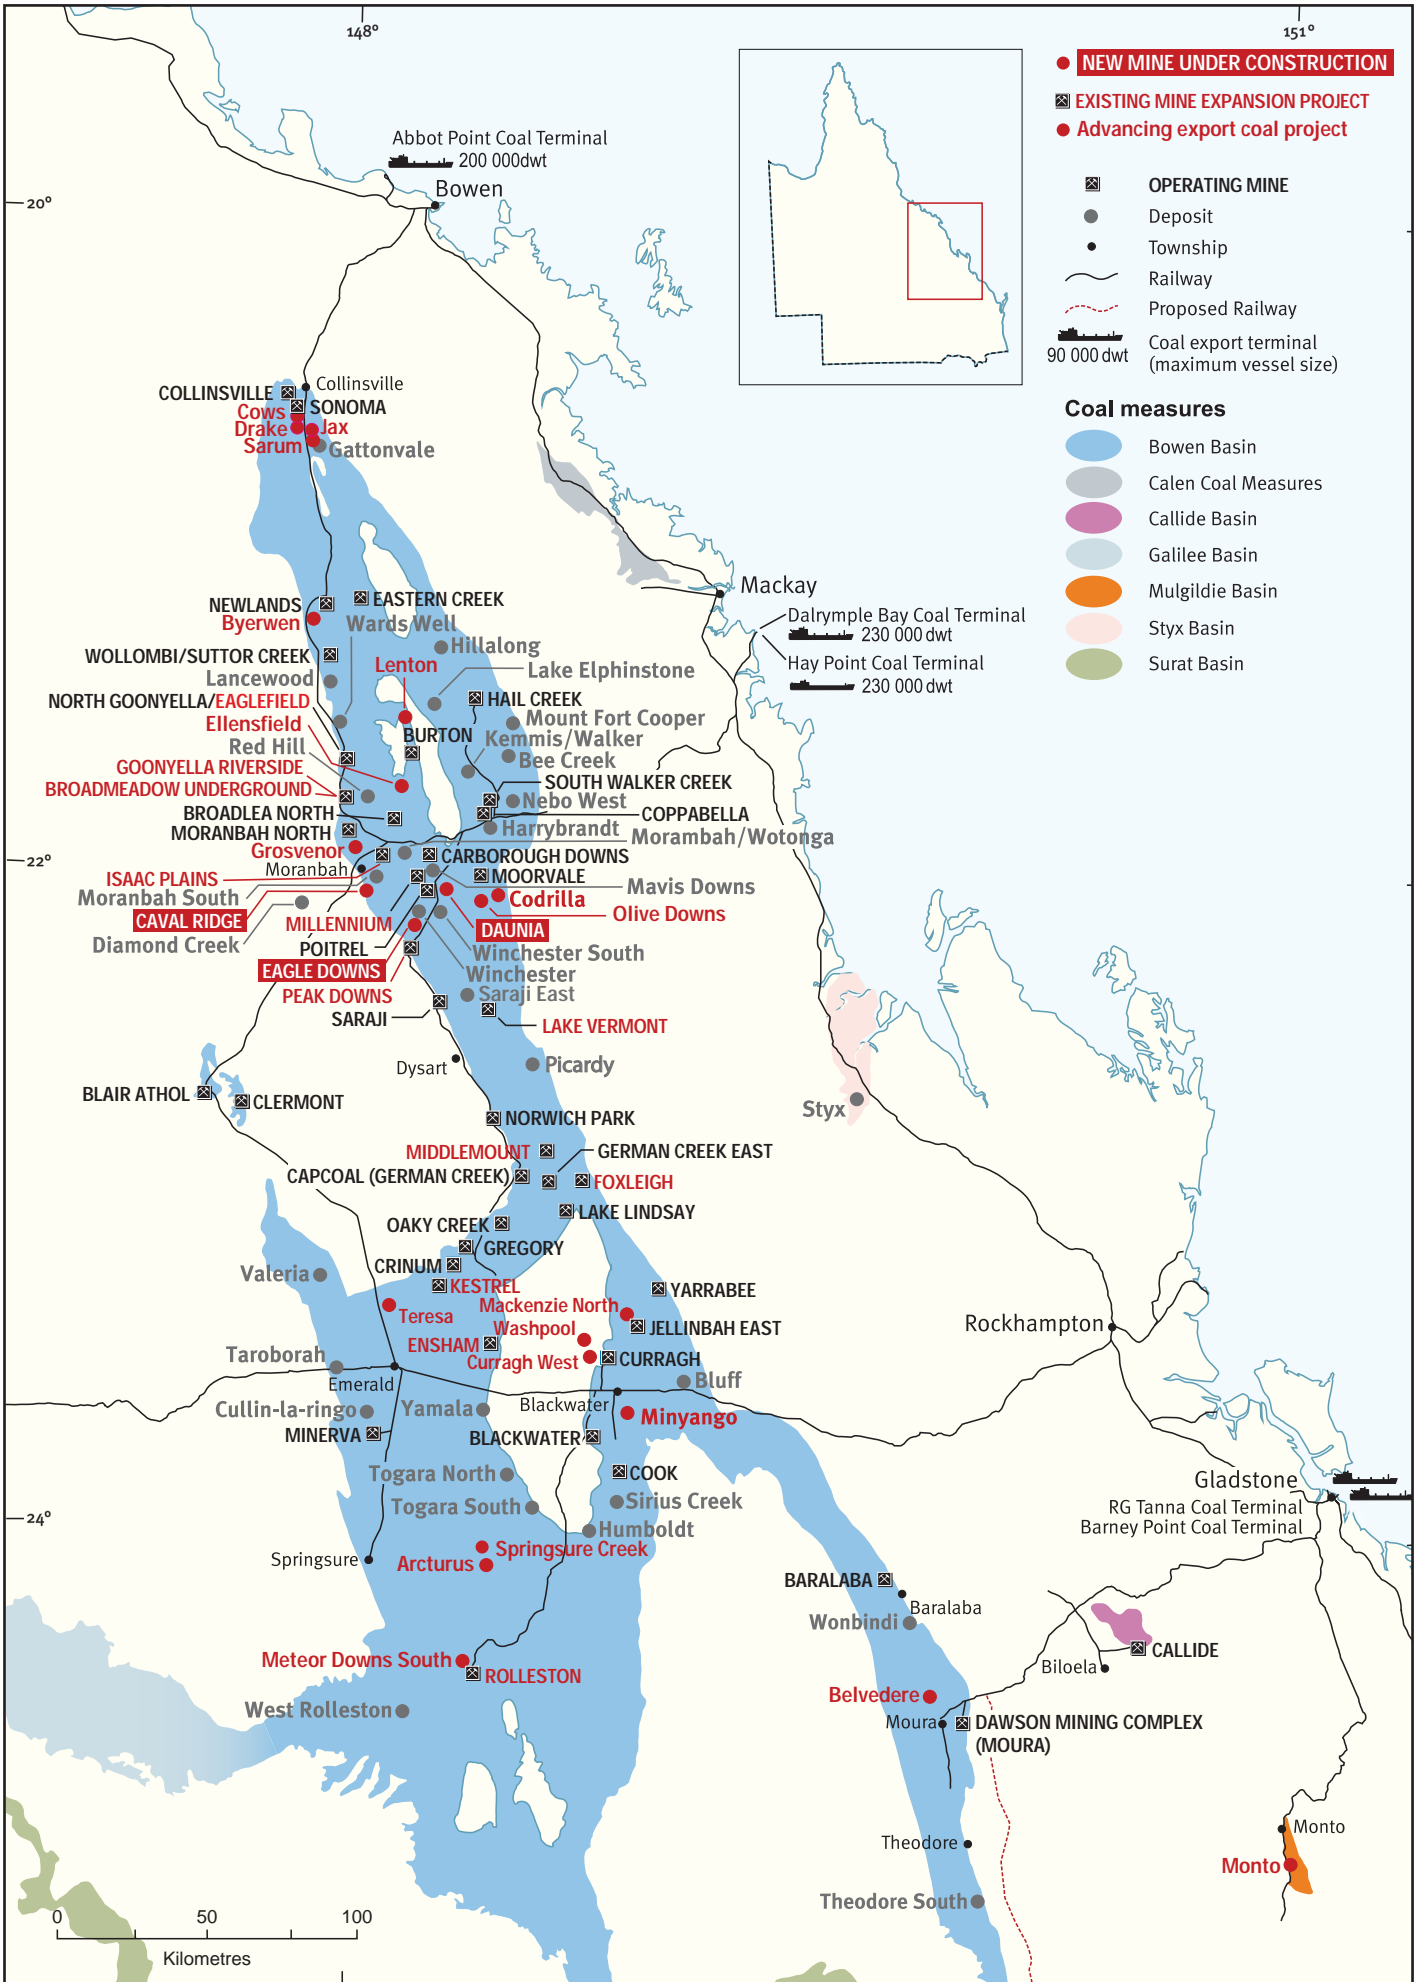 148°
151°
NEW MINE UNDER CONSTRUCTION
EXISTING MINE EXPANSION PROJECT
Advancing export coal project
OPERATING MINE
Deposit
Township
Railway
Proposed Railway
90 000 dwt
Coal export terminal
(maximum vessel size)
Coal measures
Bowen Basin
Calen Coal Measures
Callide Basin
Galilee Basin
Mulgildie Basin
Styx Basin
Surat Basin
Abbot Point Coal Terminal
200 000dwt
Bowen
20°
COLLINSVILLE
Collinsville
SONOMA
Cows
Drake
Jax
Sarum
Gattonvale
Mackay
Dalrymple Bay Coal Terminal
230 000 dwt
Hay Point Coal Terminal
230 000 dwt
NEWLANDS
EASTERN CREEK
Byerwen
Wards Well
Hillalong
WOLLOMBI/SUTTOR CREEK
Lenton
Lake Elphinstone
Lancewood
NORTH GOONYELLA/EAGLEFIELD
HAIL CREEK
Ellensfield
Mount Fort Cooper
BURTON
Kemmis/Walker
Red Hill
Bee Creek
GOONYELLA RIVERSIDE
SOUTH WALKER CREEK
BROADMEADOW UNDERGROUND
Nebo West
BROADLEA NORTH
COPPABELLA
MORANBAH NORTH
Harrybrandt
Morambah/Wotonga
Grosvenor
CARBOROUGH DOWNS
22°
Moranbah
ISAAC PLAINS
MOORVALE
Mavis Downs
Moranbah South
Codrilla
CAVAL RIDGE
Olive Downs
MILLENNIUM
DAUNIA
Diamond Creek
POITREL
Winchester South
EAGLE DOWNS
Winchester
PEAK DOWNS
Saraji East
SARAJI
LAKE VERMONT
Dysart
Picardy
BLAIR ATHOL
CLERMONT
Styx
NORWICH PARK
MIDDLEMOUNT
GERMAN CREEK EAST
CAPCOAL (GERMAN CREEK)
FOXLEIGH
LAKE LINDSAY
OAKY CREEK
GREGORY
CRINUM
Valeria
KESTREL
YARRABEE
Mackenzie North
Teresa
Washpool
JELLINBAH EAST
Rockhampton
ENSHAM
Curragh West
CURRAGH
Taroborah
Emerald
Bluff
Cullin-la-ringo
Yamala
Blackwater
Minyango
MINERVA
BLACKWATER
Togara North
COOK
Gladstone
Togara South
Sirius Creek
RG Tanna Coal Terminal
Humboldt
Barney Point Coal Terminal
24°
Springsure
Springsure Creek
Arcturus
BARALABA
Baralaba
Wonbindi
CALLIDE
Meteor Downs South
Biloela
ROLLESTON
Belvedere
West Rolleston
Moura
DAWSON MINING COMPLEX
(MOURA)
Monto
Theodore
Monto
Theodore South
0
50
100
Kilometres